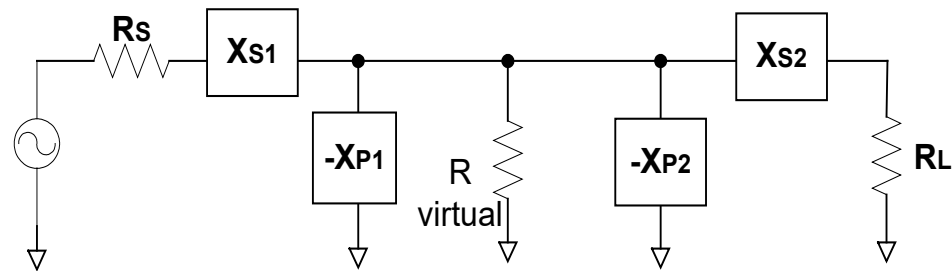 RS
XS1
XS2
-XP1
-XP2
R
virtual
RL